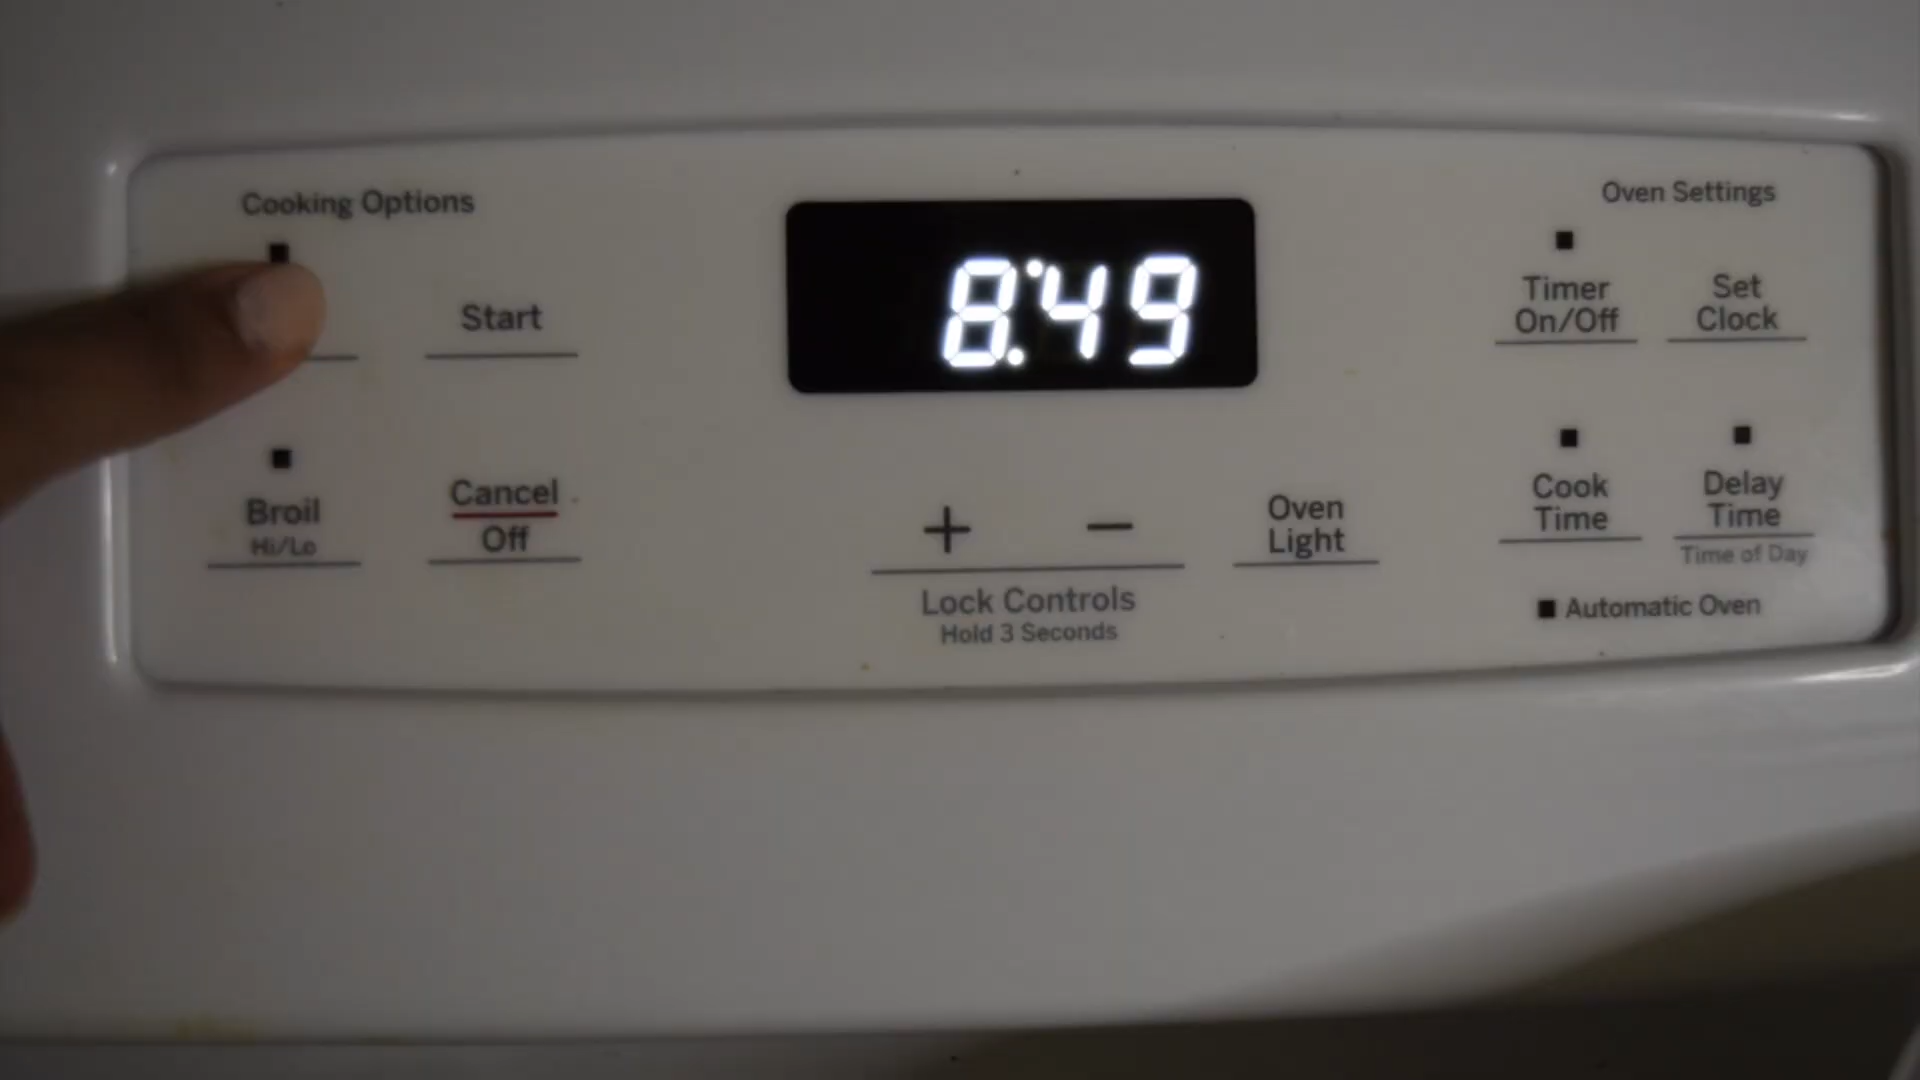 Cooking Options
Start
Broil
Hi/Lo
Cancel
Off
8:49
+ −
Lock Controls
Hold 3 Seconds
Oven
Light
Oven Settings
Timer
On/Off
Set
Clock
Cook
Time
Delay
Time
Time of Day
Automatic Oven